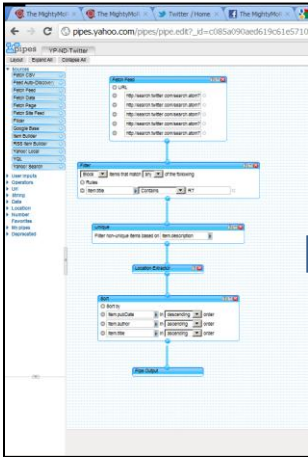 The MightyMo! The MightyMo! Twitter / Home The MightyMo!
pipes.yahoo.com/pipes/pipe.edit?_id=c085a090aed619c61e5710
pipes YP-ND-Twitter
Layout Expand All Collapse All
Sources
Fetch CSV
Feed Auto-Discovery
Fetch Feed
Fetch Data
Fetch Page
Fetch Site Feed
Flickr
Google Base
Item Builder
RSS Item Builder
Yahoo! Local
YQL
Yahoo! Search
User inputs
Operators
Url
String
Date
Location
Number
Favorites
My pipes
Deprecated
Fetch Feed
URL
http://search.twitter.com/search.atom?
http://search.twitter.com/search.atom?
http://search.twitter.com/search.atom?
http://search.twitter.com/search.atom?
Filter
Block items that match any of the following
Rules
item.title Contains RT
Unique
Filter non-unique items based on item.description
Location Extractor
Sort
Sort by
item.pubDate in descending order
item.author in ascending order
item.title in ascending order
Pipe Output